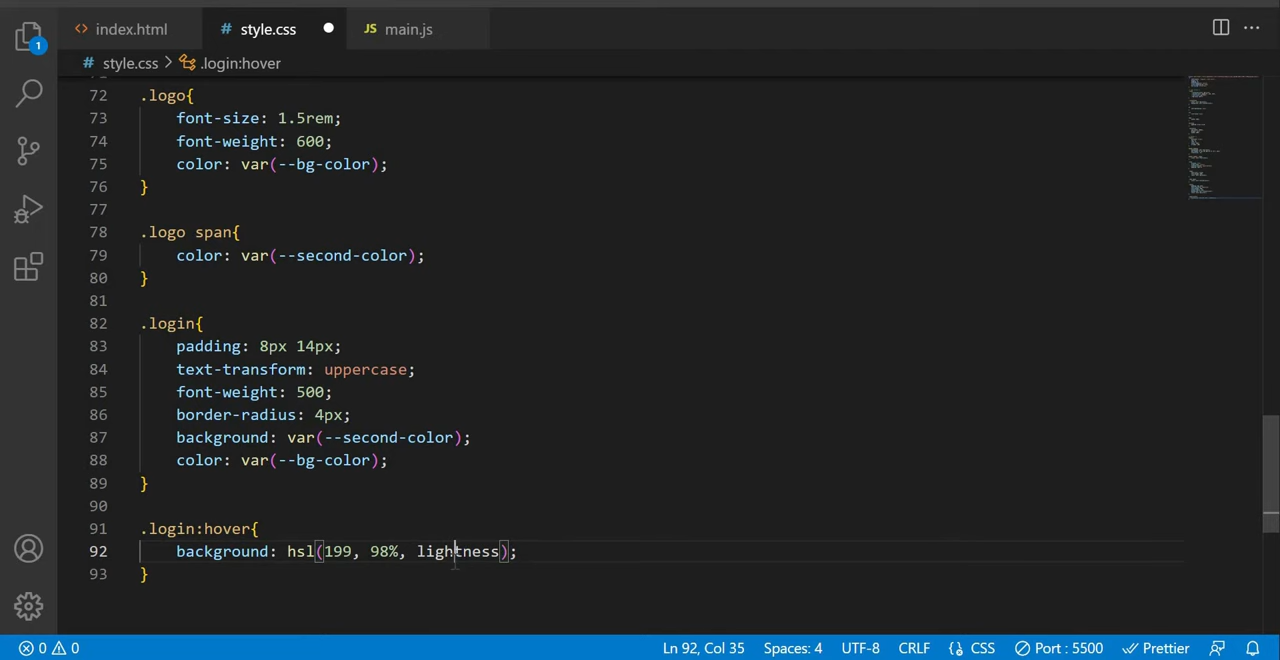 <> index.html # style.css ● JS main.js
# style.css > .login:hover
72 .logo{
73 font-size: 1.5rem;
74 font-weight: 600;
75 color: var(--bg-color);
76 }
77
78 .logo span{
79 color: var(--second-color);
80 }
81
82 .login{
83 padding: 8px 14px;
84 text-transform: uppercase;
85 font-weight: 500;
86 border-radius: 4px;
87 background: var(--second-color);
88 color: var(--bg-color);
89 }
90
91 .login:hover{
92 background: hsl(199, 98%, lightness);
93 }
1
0 0 Ln 92, Col 35 Spaces: 4 UTF-8 CRLF {} CSS Port : 5500 Prettier